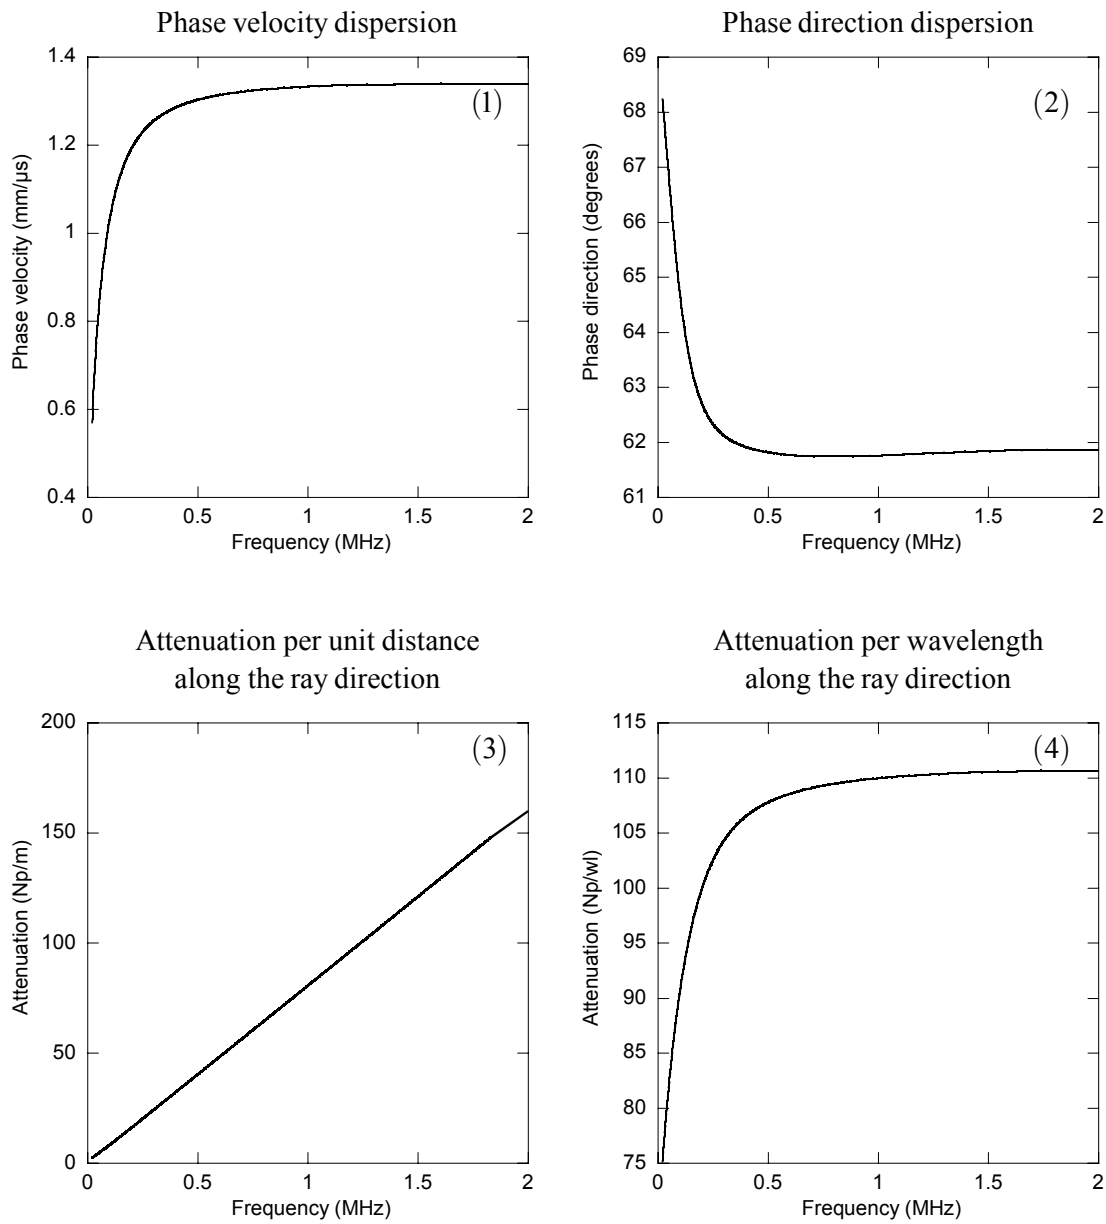 Phase velocity dispersion
1.4
1.2
1
0.8
0.6
0.4
Phase velocity (mm/µs)
(1)
0 0.5 1 1.5 2
Frequency (MHz)
Phase direction dispersion
69
68
67
66
65
64
63
62
61
Phase direction (degrees)
(2)
0 0.5 1 1.5 2
Frequency (MHz)
Attenuation per unit distance
along the ray direction
200
150
100
50
0
Attenuation (Np/m)
(3)
0 0.5 1 1.5 2
Frequency (MHz)
Attenuation per wavelength
along the ray direction
115
110
105
100
95
90
85
80
75
Attenuation (Np/wl)
(4)
0 0.5 1 1.5 2
Frequency (MHz)